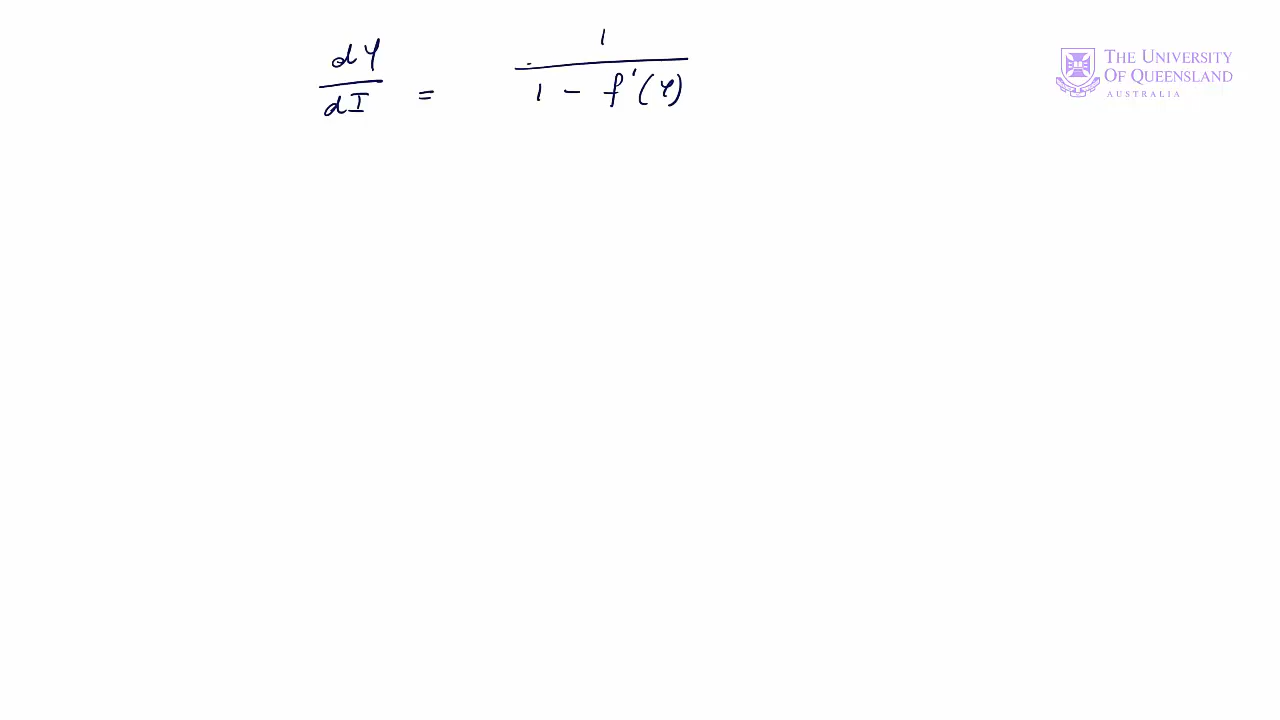 dY/dI = 1/(1 - f'(Y))
THE UNIVERSITY
OF QUEENSLAND
AUSTRALIA